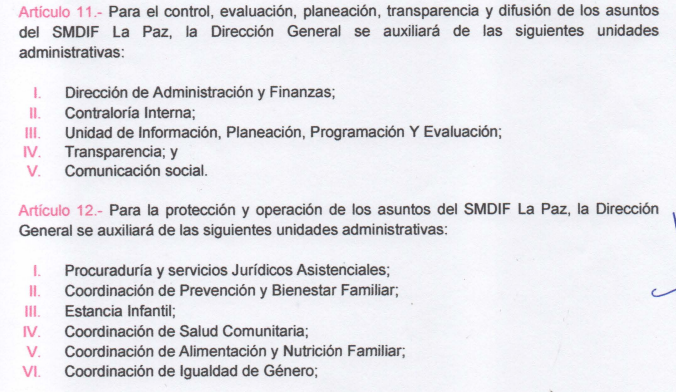 Artículo 11.- Para el control, evaluación, planeación, transparencia y difusión de los asuntos
del SMDIF La Paz, la Dirección General se auxiliará de las siguientes unidades
administrativas:
I. Dirección de Administración y Finanzas;
II. Contraloría Interna;
III. Unidad de Información, Planeación, Programación Y Evaluación;
IV. Transparencia; y
V. Comunicación social.
Artículo 12.- Para la protección y operación de los asuntos del SMDIF La Paz, la Dirección
General se auxiliará de las siguientes unidades administrativas:
I. Procuraduría y servicios Jurídicos Asistenciales;
II. Coordinación de Prevención y Bienestar Familiar;
III. Estancia Infantil;
IV. Coordinación de Salud Comunitaria;
V. Coordinación de Alimentación y Nutrición Familiar;
VI. Coordinación de Igualdad de Género;